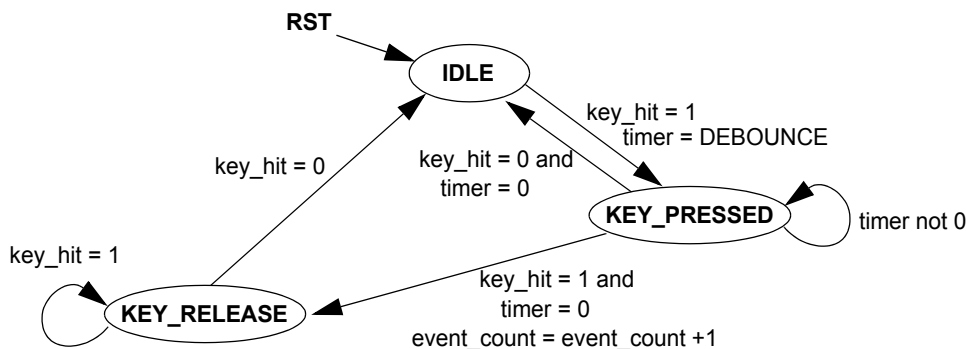 RST
IDLE
key_hit = 1
timer = DEBOUNCE
key_hit = 0
key_hit = 0 and
timer = 0
KEY_PRESSED
timer not 0
key_hit = 1
key_hit = 1 and
timer = 0
event_count = event_count +1
KEY_RELEASE